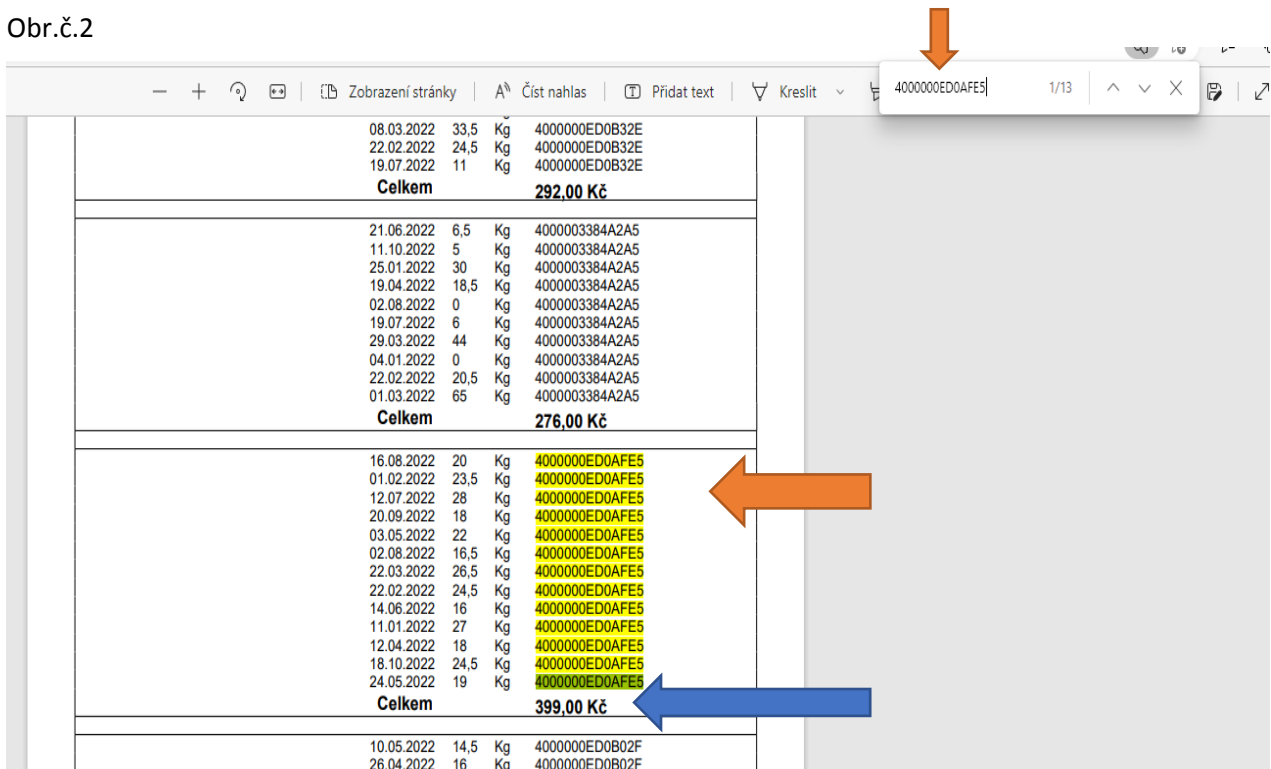 Obr.č.2
Zobrazení stránky Číst nahlas Přidat text Kreslit
4000000ED0AFE5 1/13
08.03.2022 33,5 Kg 4000000ED0B32E
22.02.2022 24,5 Kg 4000000ED0B32E
19.07.2022 11 Kg 4000000ED0B32E
Celkem 292,00 Kč
21.06.2022 6,5 Kg 4000003384A2A5
11.10.2022 5 Kg 4000003384A2A5
25.01.2022 30 Kg 4000003384A2A5
19.04.2022 18,5 Kg 4000003384A2A5
02.08.2022 0 Kg 4000003384A2A5
19.07.2022 6 Kg 4000003384A2A5
29.03.2022 44 Kg 4000003384A2A5
04.01.2022 0 Kg 4000003384A2A5
22.02.2022 20,5 Kg 4000003384A2A5
01.03.2022 65 Kg 4000003384A2A5
Celkem 276,00 Kč
16.08.2022 20 Kg 4000000ED0AFE5
01.02.2022 23,5 Kg 4000000ED0AFE5
12.07.2022 28 Kg 4000000ED0AFE5
20.09.2022 18 Kg 4000000ED0AFE5
03.05.2022 22 Kg 4000000ED0AFE5
02.08.2022 16,5 Kg 4000000ED0AFE5
22.03.2022 26,5 Kg 4000000ED0AFE5
22.02.2022 24,5 Kg 4000000ED0AFE5
14.06.2022 16 Kg 4000000ED0AFE5
11.01.2022 27 Kg 4000000ED0AFE5
12.04.2022 18 Kg 4000000ED0AFE5
18.10.2022 24,5 Kg 4000000ED0AFE5
24.05.2022 19 Kg 4000000ED0AFE5
Celkem 399,00 Kč
10.05.2022 14,5 Kg 4000000ED0B02F
26.04.2022 16 Kg 4000000ED0B02F